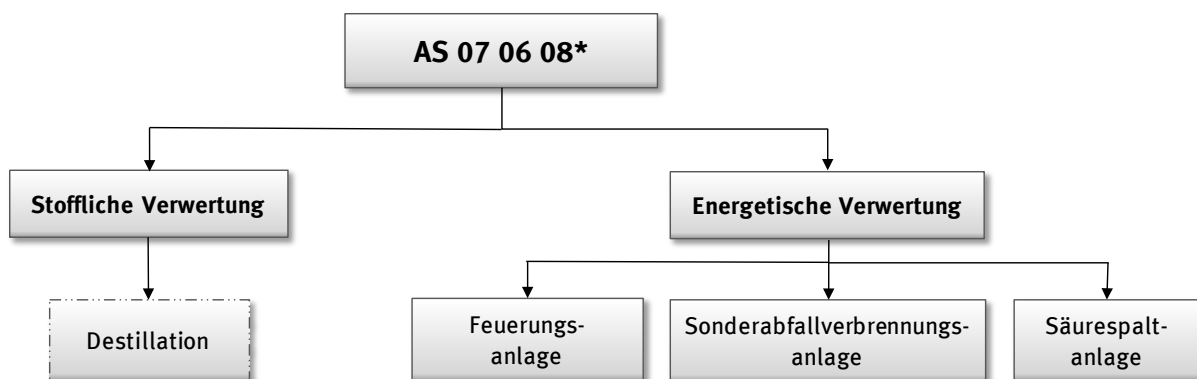 AS 07 06 08*
Stoffliche Verwertung
Energetische Verwertung
Destillation
Feuerungs-
anlage
Sonderabfallverbrennungs-
anlage
Säurespalt-
anlage